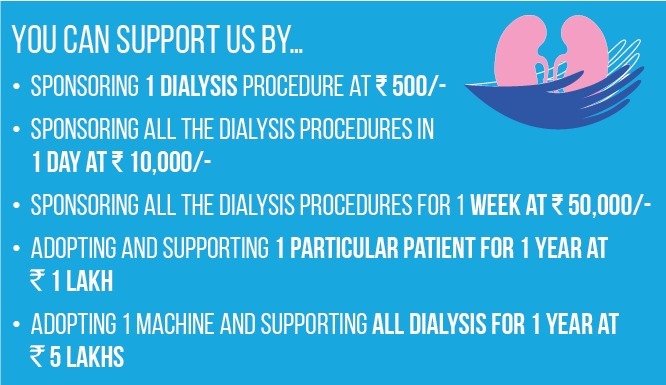 YOU CAN SUPPORT US BY...
• SPONSORING 1 DIALYSIS PROCEDURE AT ₹ 500/-
• SPONSORING ALL THE DIALYSIS PROCEDURES IN
1 DAY AT ₹ 10,000/-
• SPONSORING ALL THE DIALYSIS PROCEDURES FOR 1 WEEK AT ₹ 50,000/-
• ADOPTING AND SUPPORTING 1 PARTICULAR PATIENT FOR 1 YEAR AT
₹ 1 LAKH
• ADOPTING 1 MACHINE AND SUPPORTING ALL DIALYSIS FOR 1 YEAR AT
₹ 5 LAKHS